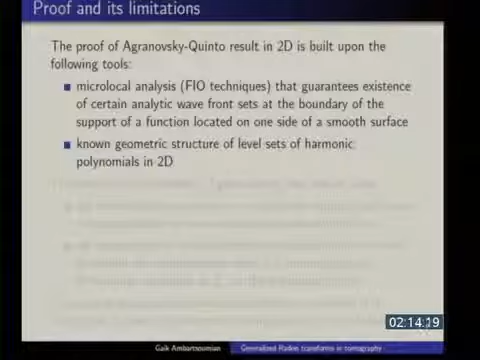 Proof and its limitations
The proof of Agranovsky-Quinto result in 2D is built upon the
following tools:
microlocal analysis (FIO techniques) that guarantees existence
of certain analytic wave front sets at the boundary of the
support of a function located on one side of a smooth surface
known geometric structure of level sets of harmonic
polynomials in 2D
02:14:19
Gaik Ambartsoumian
Generalized Radon transforms in tomography